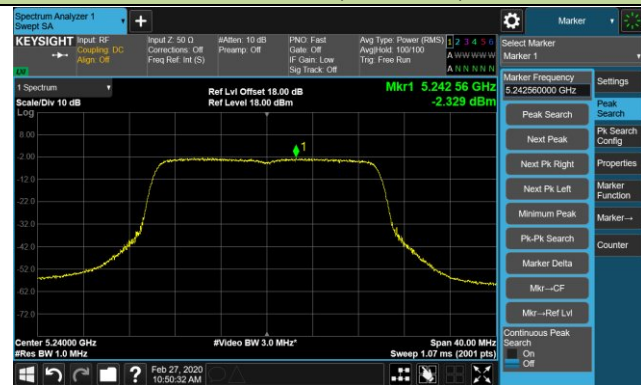 Spectrum Analyzer 1
Swept SA
+
Marker
KEYSIGHT
Input: RF
Coupling: DC
Align: Off
Input Z: 50 Ω
Corrections: Off
Freq Ref: Int (S)
#Atten: 10 dB
Preamp: Off
PNO: Fast
Gate: Off
IF Gain: Low
Sig Track: Off
Avg Type: Power (RMS)
Avg|Hold: 100/100
Trig: Free Run
1 2 3 4 5 6
A W W W W W
A N N N N N
LXI
Select Marker
Marker 1
1 Spectrum
Scale/Div 10 dB
Log
Ref Lvl Offset 18.00 dB
Ref Level 18.00 dBm
Mkr1 5.242 56 GHz
-2.329 dBm
8.00
-2.00
-12.0
-22.0
-32.0
-42.0
-52.0
-62.0
-72.0
1
Center 5.24000 GHz
#Res BW 1.0 MHz
#Video BW 3.0 MHz*
Span 40.00 MHz
Sweep 1.07 ms (2001 pts)
Marker Frequency
5.242560000 GHz
Peak Search
Next Peak
Next Pk Right
Next Pk Left
Minimum Peak
Pk-Pk Search
Marker Delta
Mkr→CF
Mkr→Ref Lvl
Continuous Peak
Search
On
Off
Settings
Peak
Search
Pk Search
Config
Properties
Marker
Function
Marker→
Counter
?
Feb 27, 2020
10:50:32 AM